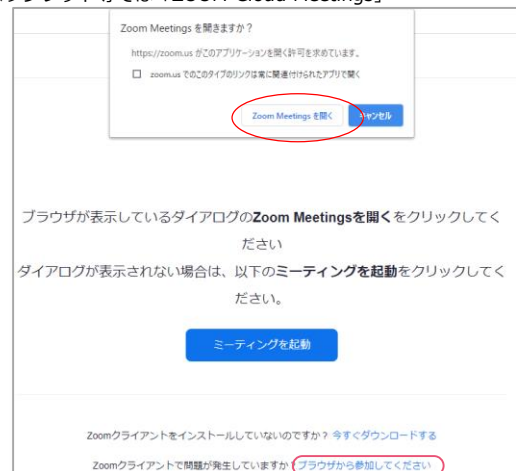 「ZOOM Cloud Meetings」
Zoom Meetings を開きますか？
https://zoom.us がこのアプリケーションを開く許可を求めています。
zoom.us でのこのタイプのリンクは常に関連付けられたアプリで開く
Zoom Meetings を開く
キャンセル
ブラウザが表示しているダイアログのZoom Meetingsを開くをクリックしてく
ださい
ダイアログが表示されない場合は、以下のミーティングを起動をクリックしてく
ださい。
ミーティングを起動
Zoomクライアントをインストールしていないのですか？ 今すぐダウンロードする
Zoomクライアントで問題が発生していますか？ブラウザから参加してください